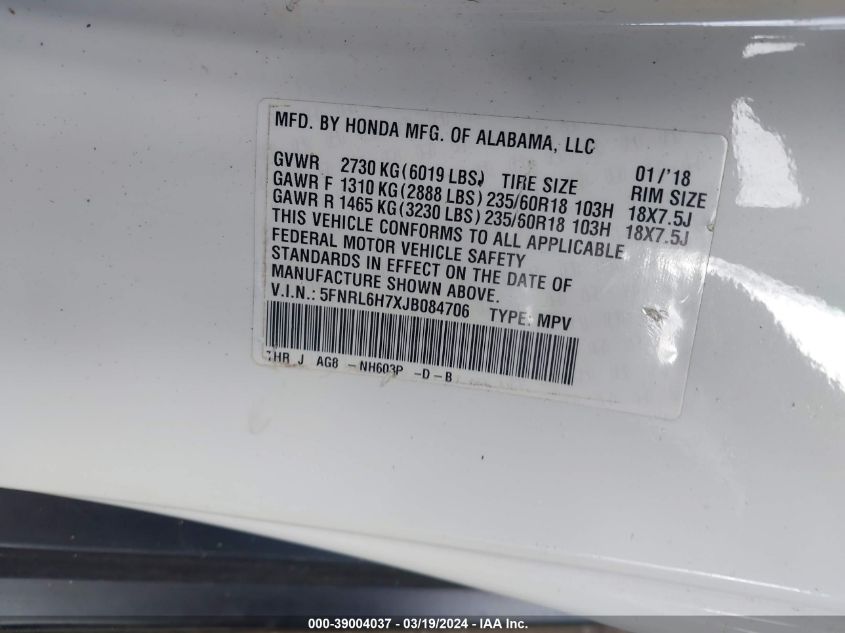 MFD. BY HONDA MFG. OF ALABAMA, LLC
GVWR 2730 KG (6019 LBS) TIRE SIZE 01/'18 RIM SIZE
GAWR F 1310 KG (2888 LBS) 235/60R18 103H 18X7.5J
GAWR R 1465 KG (3230 LBS) 235/60R18 103H 18X7.5J
THIS VEHICLE CONFORMS TO ALL APPLICABLE
FEDERAL MOTOR VEHICLE SAFETY
STANDARDS IN EFFECT ON THE DATE OF
MANUFACTURE SHOWN ABOVE.
V.I.N.: 5FNRL6H7XJB084706 TYPE: MPV
THR J AG8 - NH603P - D - B
000-39004037 - 03/19/2024 - IAA Inc.